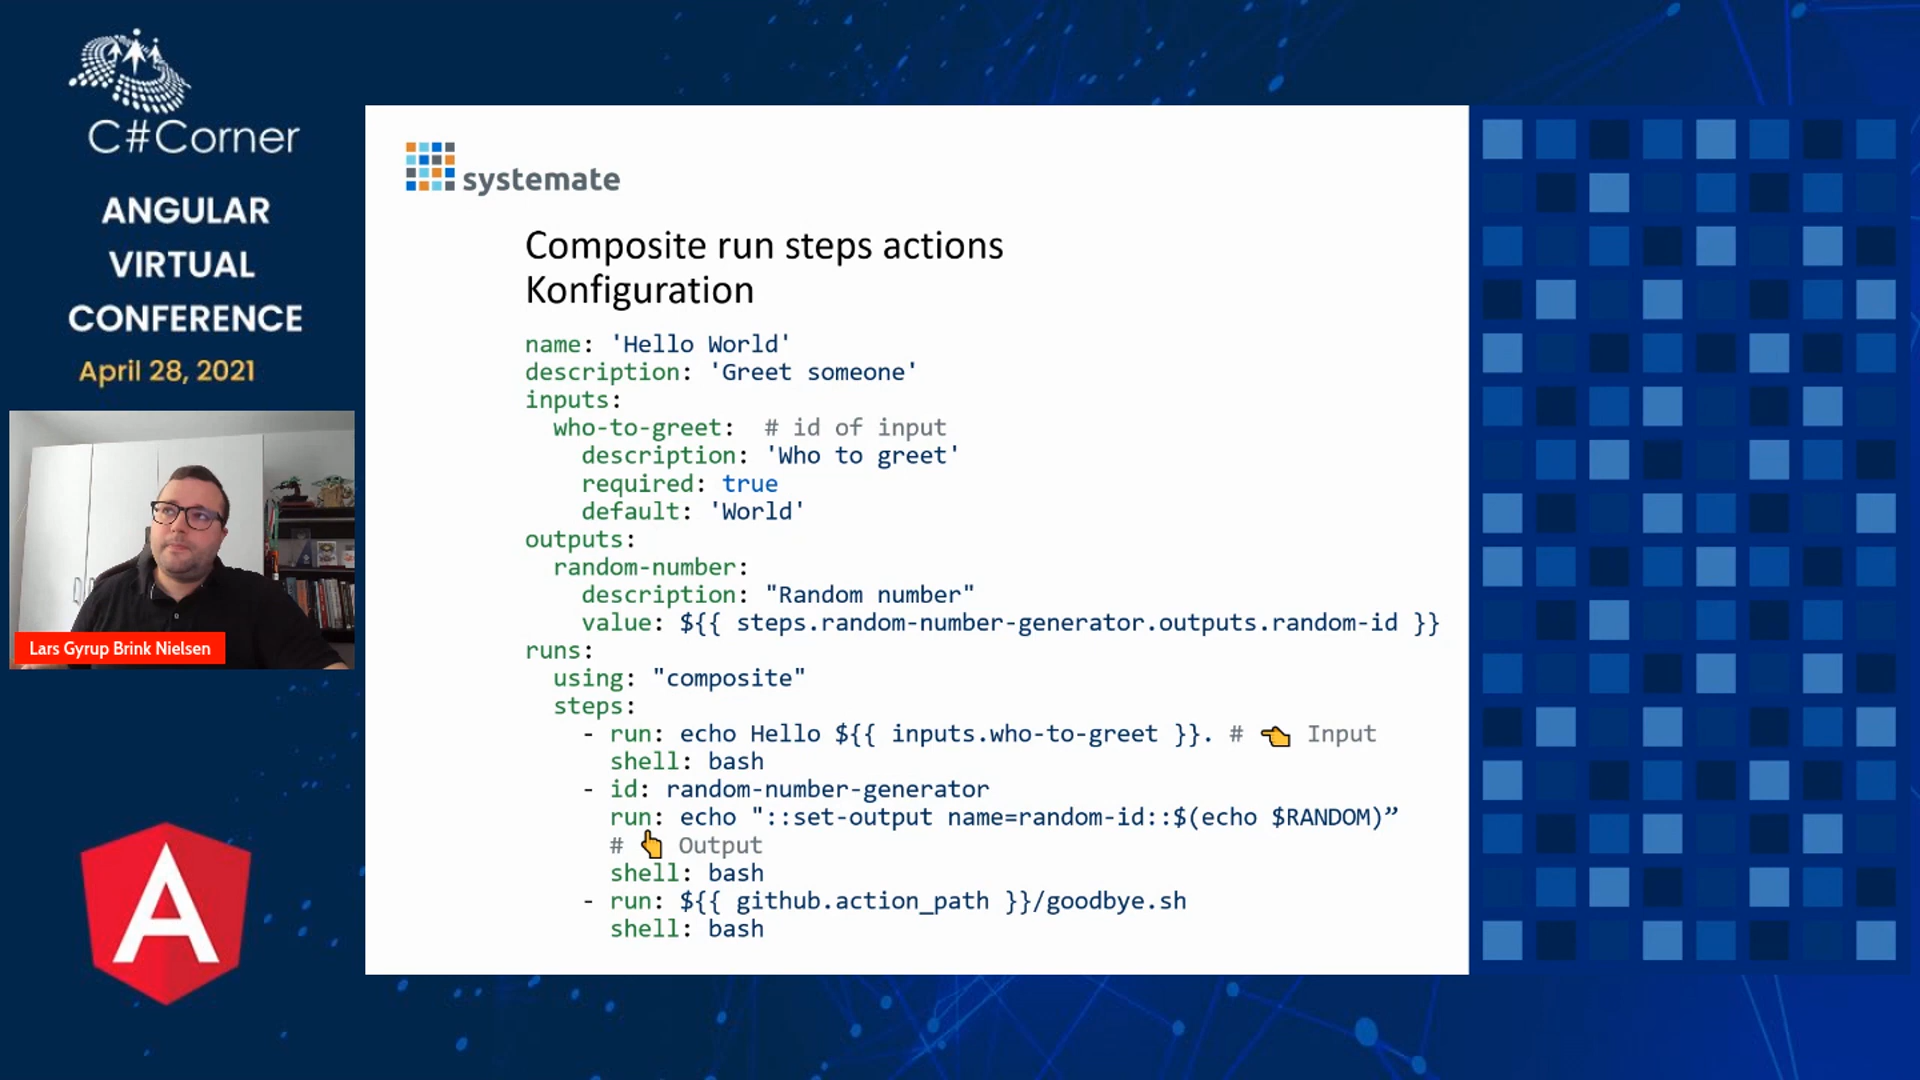 C#Corner
ANGULAR
VIRTUAL
CONFERENCE
April 28, 2021
Lars Gyrup Brink Nielsen
A
systemate
Composite run steps actions
Konfiguration
name: 'Hello World'
description: 'Greet someone'
inputs:
  who-to-greet:  # id of input
    description: 'Who to greet'
    required: true
    default: 'World'
outputs:
  random-number:
    description: "Random number"
    value: ${{ steps.random-number-generator.outputs.random-id }}
runs:
  using: "composite"
  steps:
    - run: echo Hello ${{ inputs.who-to-greet }}. # 👈 Input
      shell: bash
    - id: random-number-generator
      run: echo "::set-output name=random-id::$(echo $RANDOM)”
      # 👆 Output
      shell: bash
    - run: ${{ github.action_path }}/goodbye.sh
      shell: bash